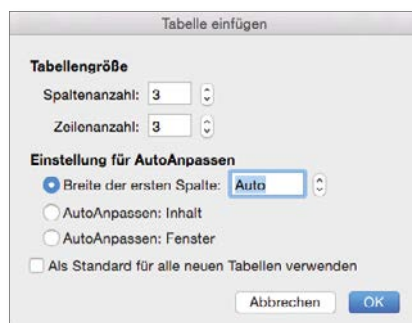 Tabelle einfügen
Tabellengröße
Spaltenanzahl: 3
Zeilenanzahl: 3
Einstellung für AutoAnpassen
Breite der ersten Spalte: Auto
AutoAnpassen: Inhalt
AutoAnpassen: Fenster
Als Standard für alle neuen Tabellen verwenden
Abbrechen OK